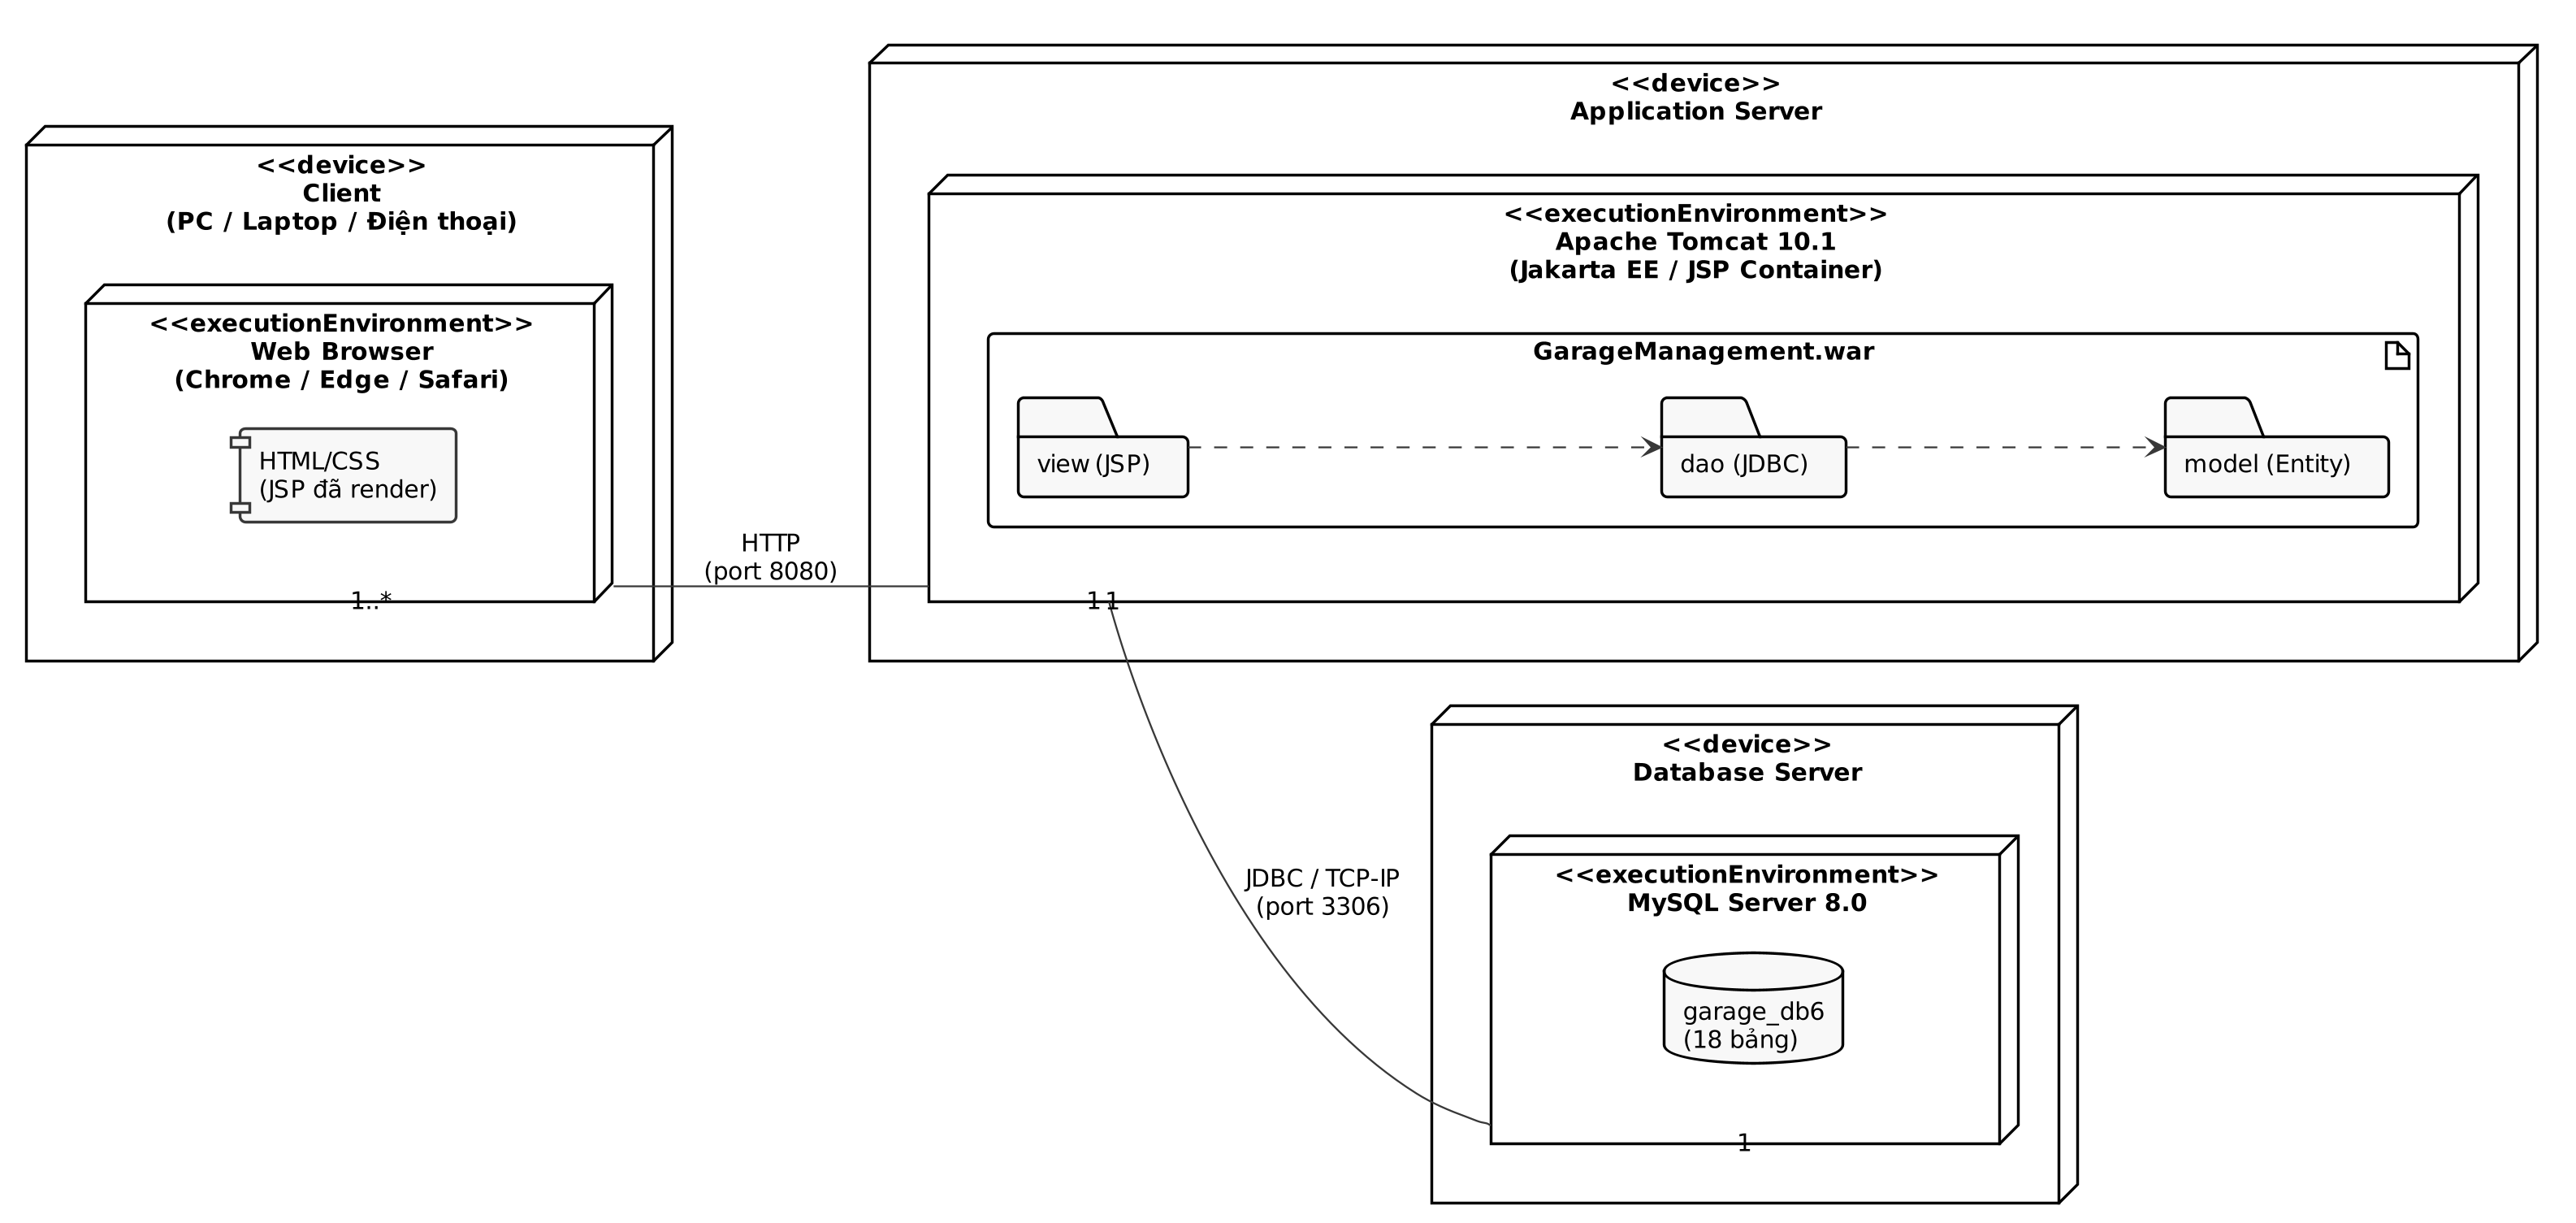 <<device>>
Client
(PC / Laptop / Điện thoại)
<<executionEnvironment>>
Web Browser
(Chrome / Edge / Safari)
HTML/CSS
(JSP đã render)
1..*
HTTP
(port 8080)
<<device>>
Application Server
<<executionEnvironment>>
Apache Tomcat 10.1
(Jakarta EE / JSP Container)
GarageManagement.war
view (JSP)
dao (JDBC)
model (Entity)
1 1
JDBC / TCP-IP
(port 3306)
<<device>>
Database Server
<<executionEnvironment>>
MySQL Server 8.0
garage_db6
(18 bảng)
1